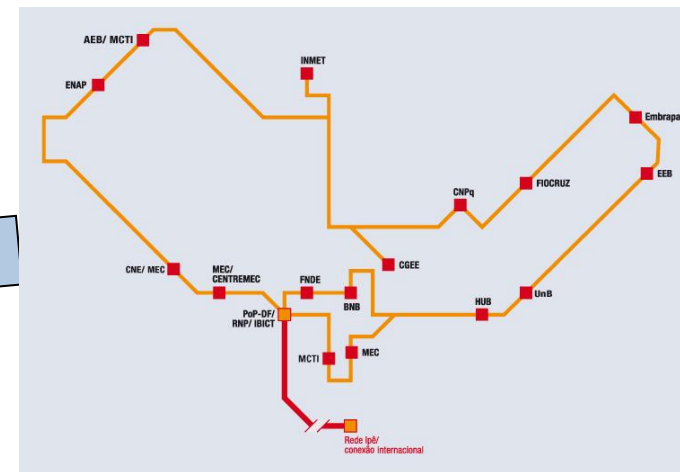 AEB/ MCTI
INMET
ENAP
Embrapa
EEB
FIOCRUZ
CNPq
CGEE
CNE/ MEC
MEC/
CENTREMEC
FNDE
BNB
UnB
HUB
PoP-DF/
RNP/ IBICT
MCTI
MEC
Rede Ipê/
conexão internacional